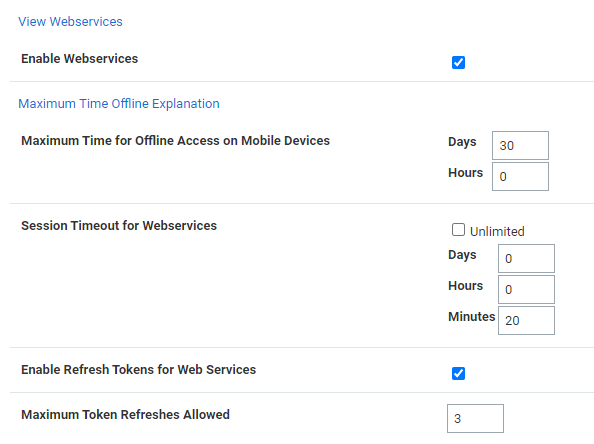 View Webservices
Enable Webservices
Maximum Time Offline Explanation
Maximum Time for Offline Access on Mobile Devices
Days 30
Hours 0
Session Timeout for Webservices
Unlimited
Days 0
Hours 0
Minutes 20
Enable Refresh Tokens for Web Services
Maximum Token Refreshes Allowed 3